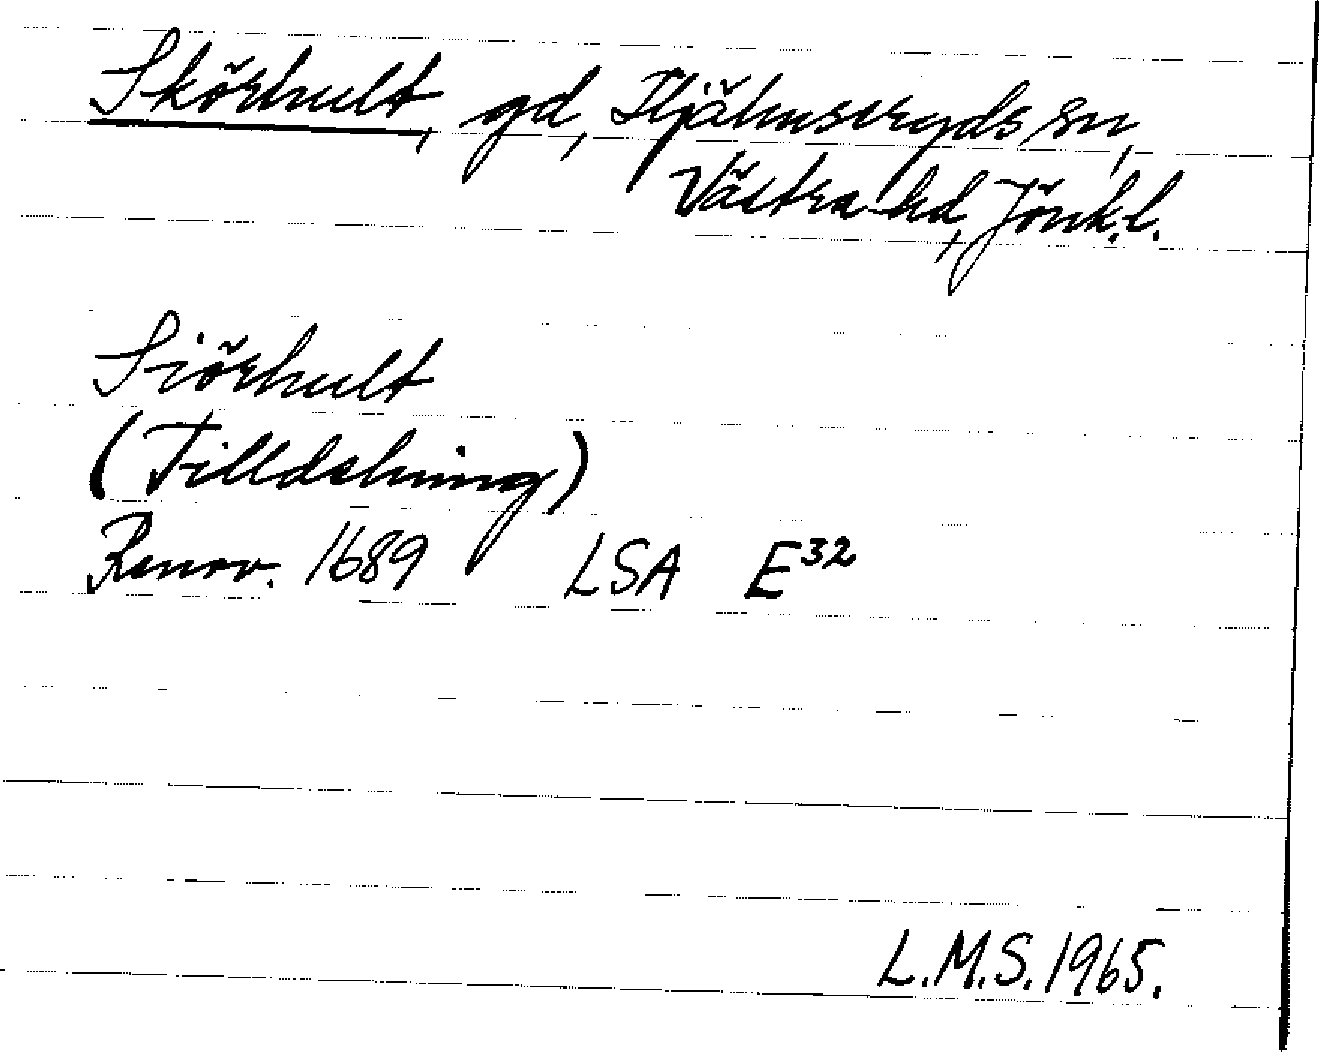 Skörhult, gd, Hjälmseryds sn,
Västra hd, Jönk.l.
Siörhult
(Tilldelning)
Renov. 1689 LSA E³²
L.M.S. 1965.